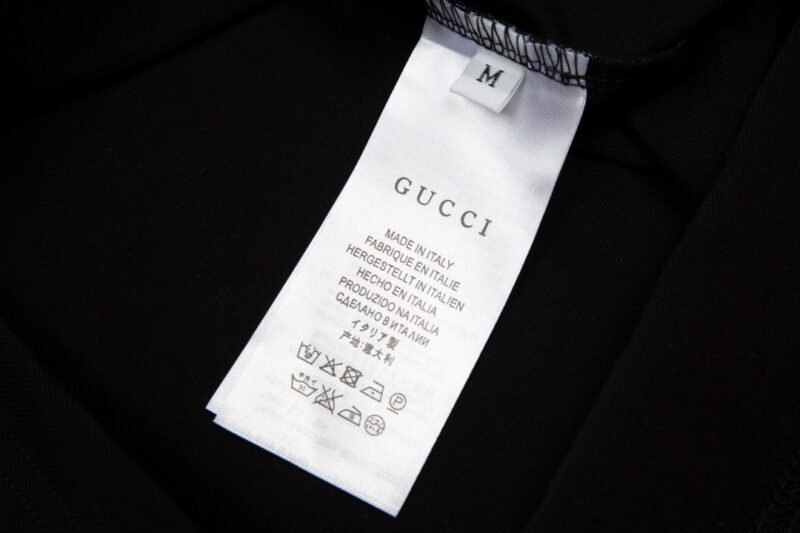 M
GUCCI
MADE IN ITALY
FABRIQUE EN ITALIE
HERGESTELLT IN ITALIEN
HECHO EN ITALIA
PRODUZIDO NA ITALIA
СДЕЛАНО В ИТАЛИИ
イタリア製
产地:意大利